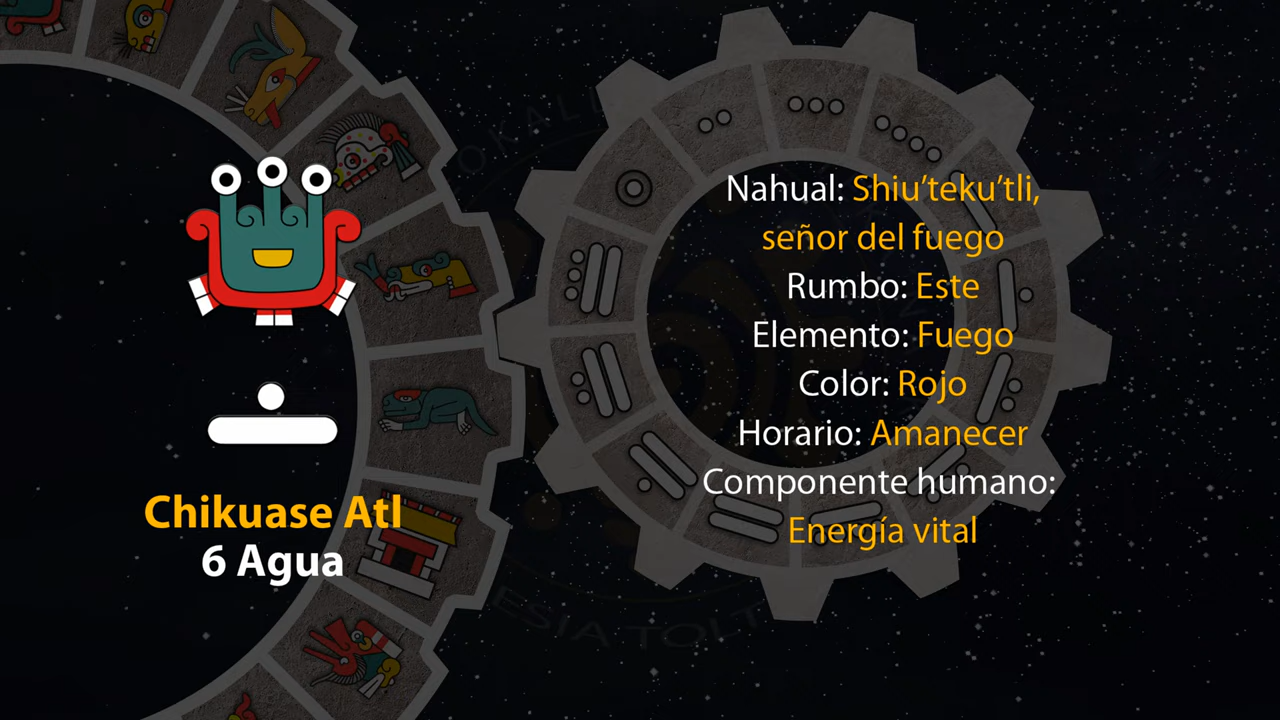 Nahual: Shiu’teku’tli,
señor del fuego
Rumbo: Este
Elemento: Fuego
Color: Rojo
Horario: Amanecer
Componente humano:
Energía vital
Chikuase Atl
6 Agua